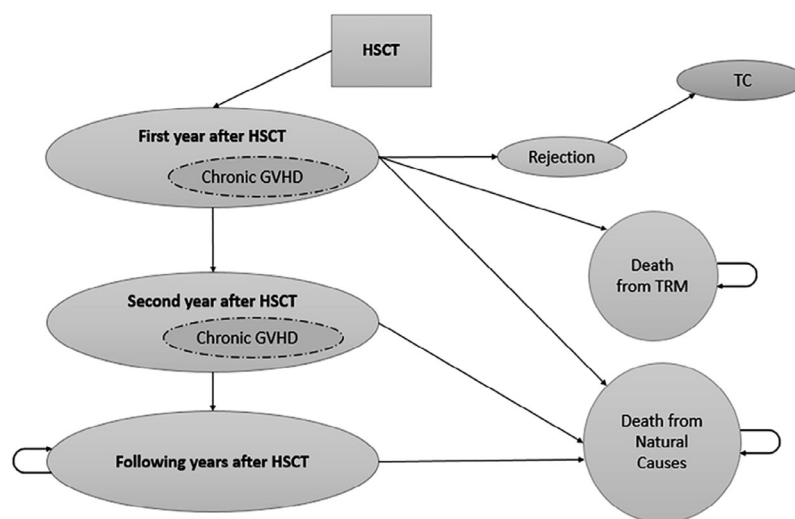 HSCT
TC
First year after HSCT
Chronic GVHD
Rejection
Death
from TRM
Second year after HSCT
Chronic GVHD
Death from
Natural
Causes
Following years after HSCT